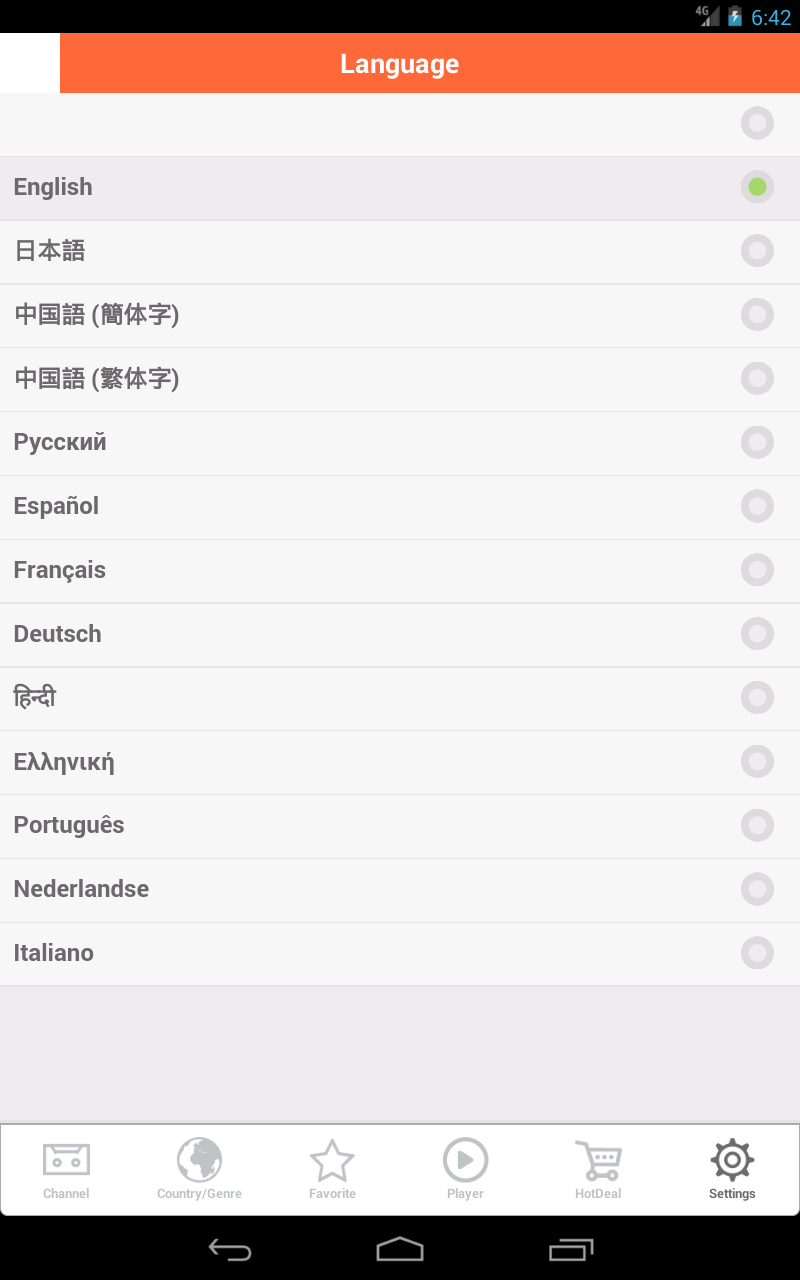 4G 6:42
Language
English
日本語
中国語 (簡体字)
中国語 (繁体字)
Русский
Español
Français
Deutsch
हिन्दी
Ελληνική
Português
Nederlandse
Italiano
Channel Country/Genre Favorite Player HotDeal Settings